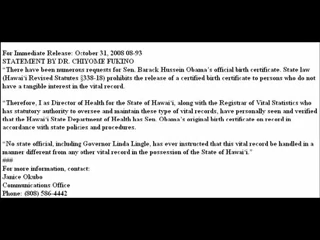 For Immediate Release: October 31, 2008 08-93
STATEMENT BY DR. CHIYOME FUKINO
"There have been numerous requests for Sen. Barack Hussein Obama's official birth certificate. State law
(Hawai'i Revised Statutes §338-18) prohibits the release of a certified birth certificate to persons who do not
have a tangible interest in the vital record.
"Therefore, I as Director of Health for the State of Hawai'i, along with the Registrar of Vital Statistics who
has statutory authority to oversee and maintain these type of vital records, have personally seen and verified
that the Hawai'i State Department of Health has Sen. Obama's original birth certificate on record in
accordance with state policies and procedures.
"No state official, including Governor Linda Lingle, has ever instructed that this vital record be handled in a
manner different from any other vital record in the possession of the State of Hawai'i."
###
For more information, contact:
Janice Okubo
Communications Office
Phone: (808) 586-4442